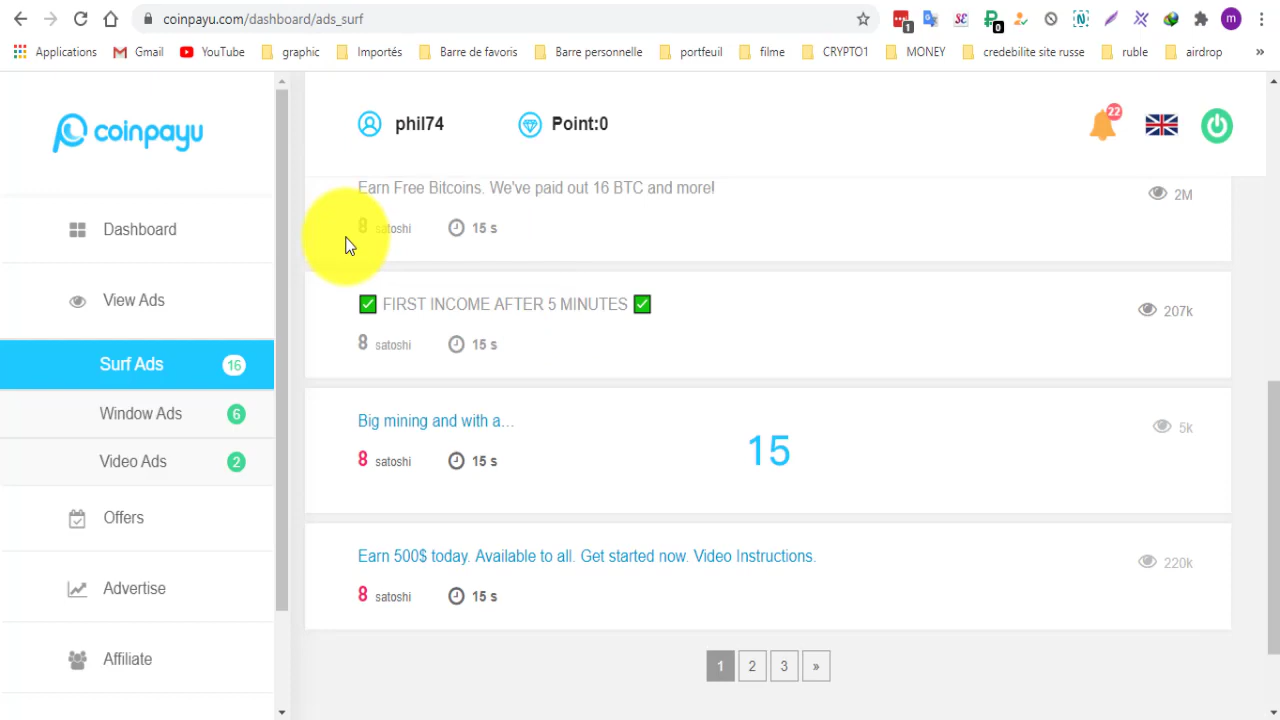 coinpayu.com/dashboard/ads_surf
1
0
m
Applications Gmail YouTube graphic Importés Barre de favoris Barre personnelle portfeuil filme CRYPTO1 MONEY credebilite site russe ruble airdrop »
coinpayu
phil74 Point:0 22
Dashboard
View Ads
Surf Ads 16
Window Ads 6
Video Ads 2
Offers
Advertise
Affiliate
Earn Free Bitcoins. We've paid out 16 BTC and more! 2M
8 satoshi 15 s
✅ FIRST INCOME AFTER 5 MINUTES ✅ 207k
8 satoshi 15 s
Big mining and with a... 5k
8 satoshi 15 s
15
Earn 500$ today. Available to all. Get started now. Video Instructions. 220k
8 satoshi 15 s
1 2 3 »